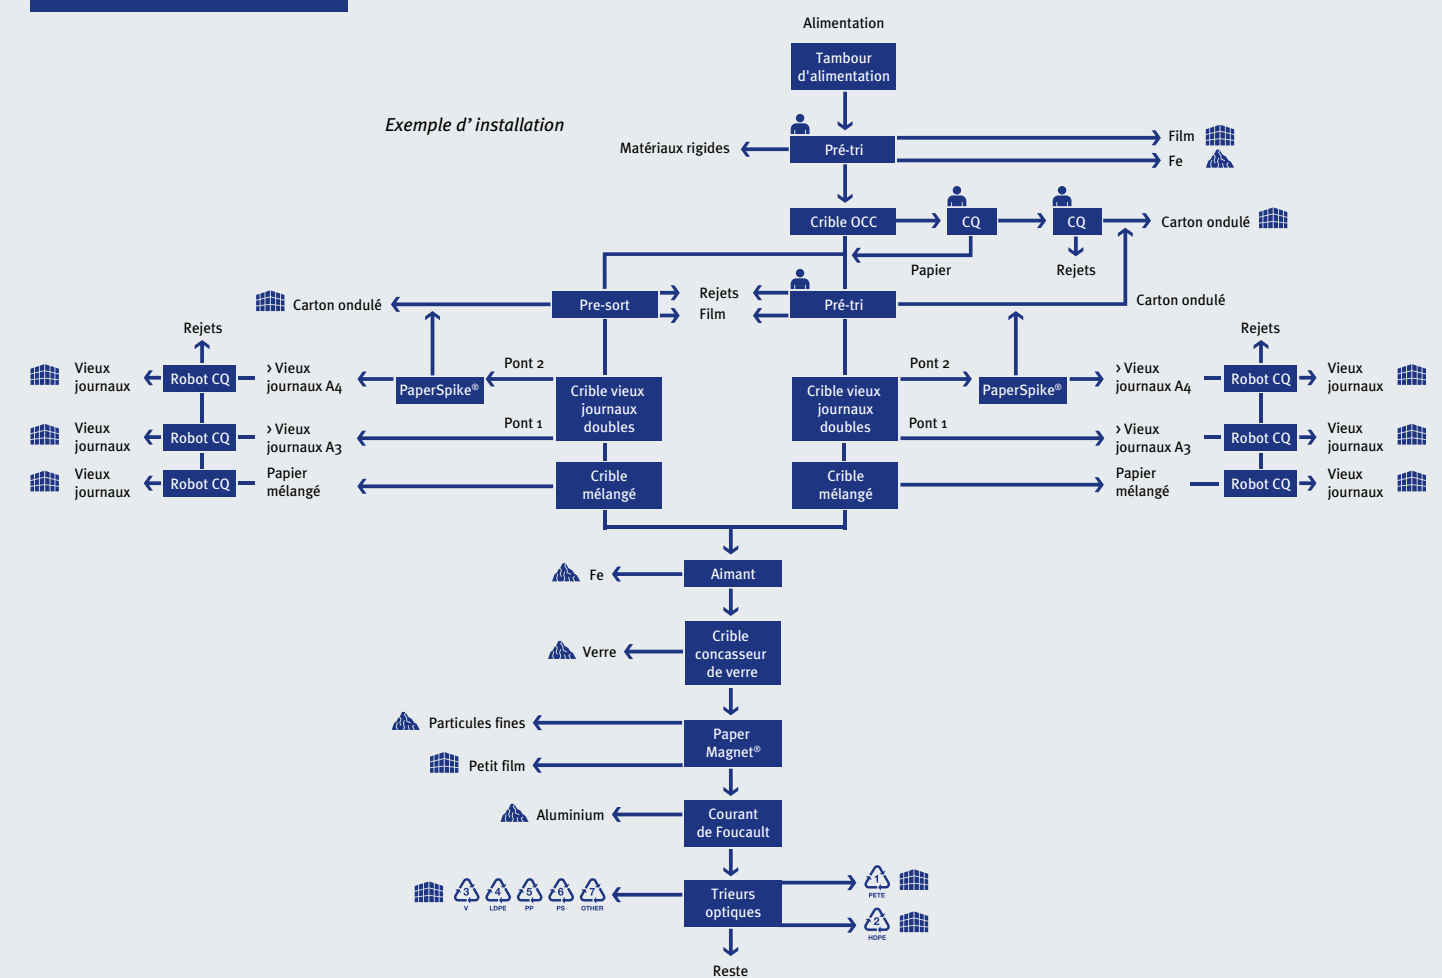 Alimentation
Tambour
d'alimentation
Exemple d' installation
Matériaux rigides
Pré-tri
Film
Fe
Crible OCC
CQ
CQ
Carton ondulé
Papier
Rejets
Carton ondulé
Pre-sort
Rejets
Film
Pré-tri
Carton ondulé
Rejets
Vieux
journaux
Robot CQ
> Vieux
journaux A4
PaperSpike®
Pont 2
Crible vieux
journaux
doubles
Pont 1
Vieux
journaux
Robot CQ
> Vieux
journaux A3
Vieux
journaux
Robot CQ
Papier
mélangé
Crible
mélangé
Crible vieux
journaux
doubles
Pont 2
PaperSpike®
> Vieux
journaux A4
Rejets
Robot CQ
Vieux
journaux
Pont 1
> Vieux
journaux A3
Robot CQ
Vieux
journaux
Crible
mélangé
Papier
mélangé
Robot CQ
Vieux
journaux
Fe
Aimant
Verre
Crible
concasseur
de verre
Particules fines
Petit film
Paper
Magnet®
Aluminium
Courant
de Foucault
3
V
4
LDPE
5
PP
6
PS
7
OTHER
Trieurs
optiques
1
PETE
2
HDPE
Reste